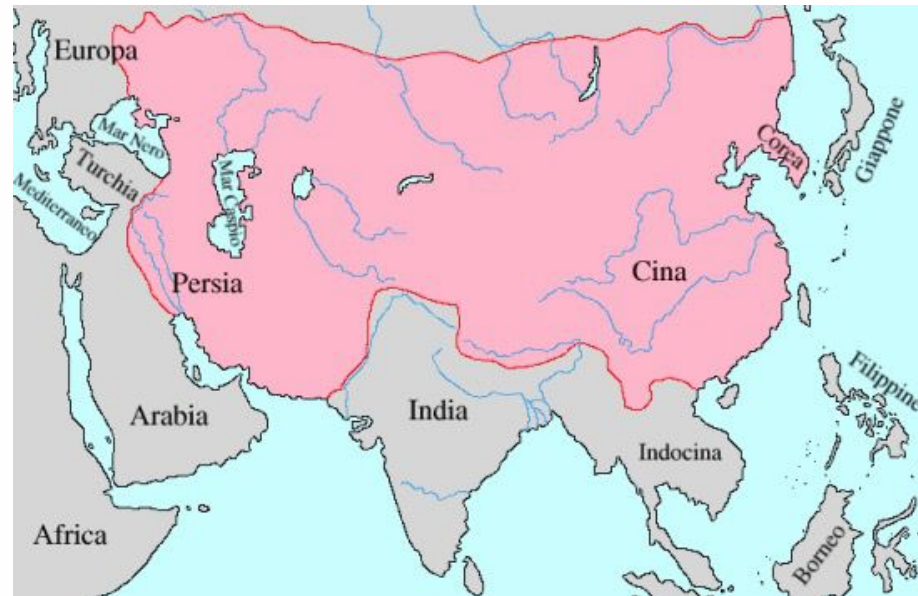 Europa
Mar Nero
Turchia
Mediterraneo
Mar Caspio
Persia
Cina
Corea
Giappone
Arabia
India
Indocina
Filippine
Africa
Borneo